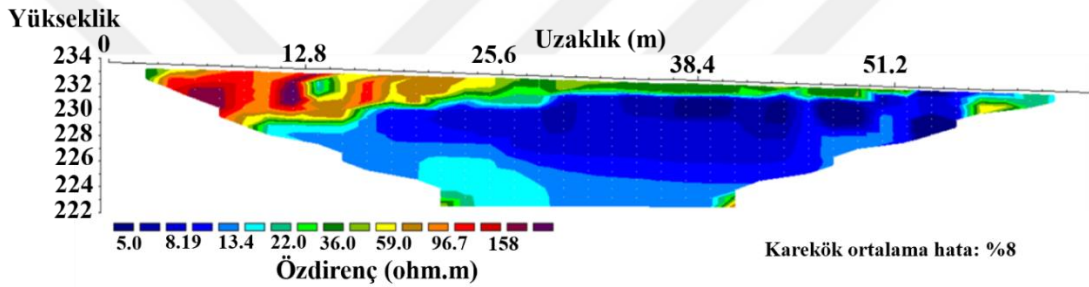 Yükseklik
0 12.8 25.6 Uzaklık (m) 38.4 51.2
234
232
230
228
226
224
222
5.0 8.19 13.4 22.0 36.0 59.0 96.7 158
Özdirenç (ohm.m)
Karekök ortalama hata: %8